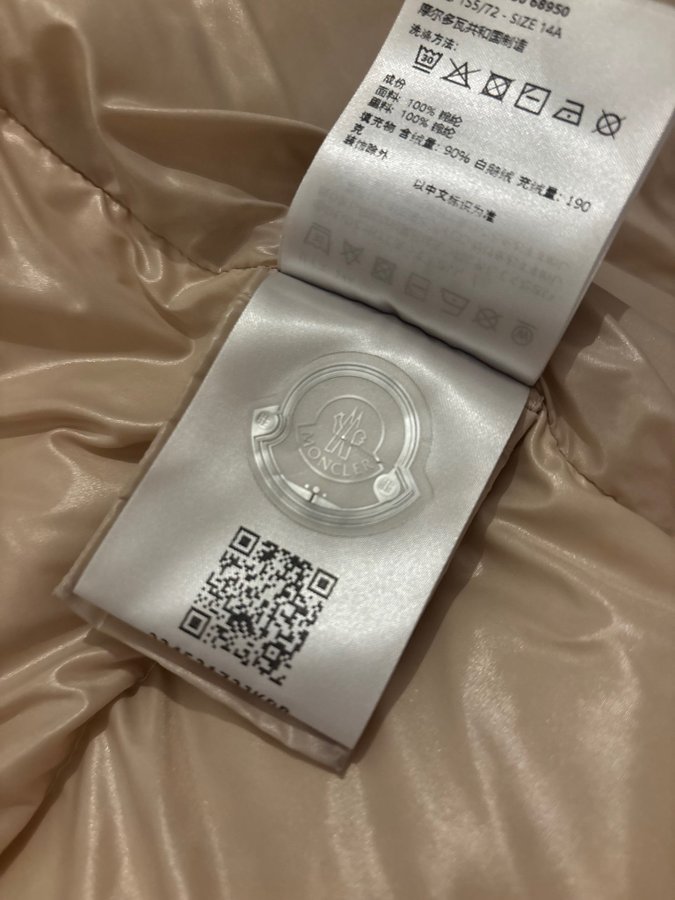 68950
155/72 - SIZE 14A
摩尔多瓦共和国制造
洗涤方法:
30
成份
面料: 100% 锦纶
里料: 100% 锦纶
填充物 含绒量: 90% 白鹅绒 充绒量: 190
克
装饰除外
以中文标识为准
MONCLER